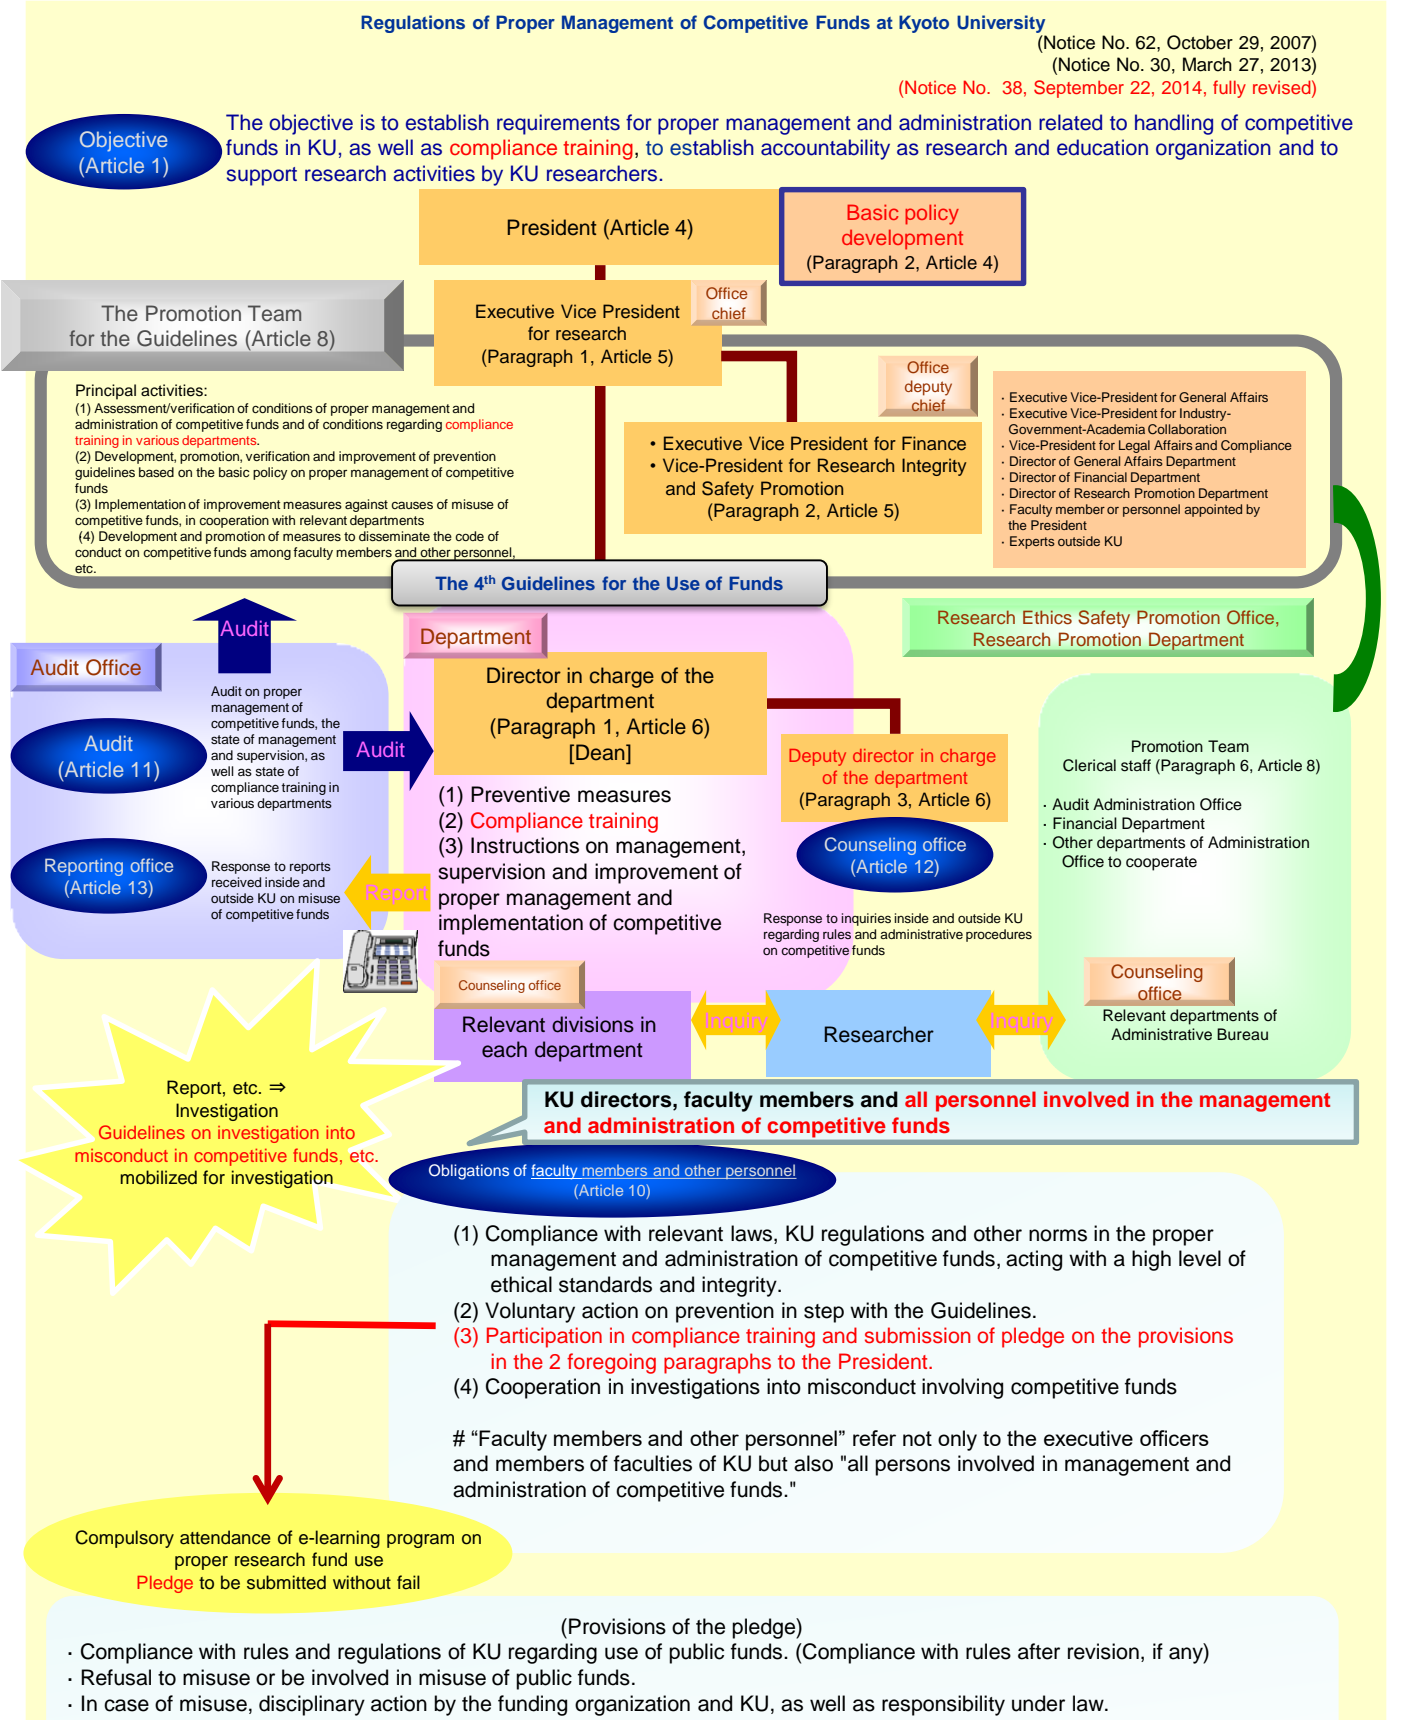 Regulations of Proper Management of Competitive Funds at Kyoto University
(Notice No. 62, October 29, 2007)
(Notice No. 30, March 27, 2013)
(Notice No. 38, September 22, 2014, fully revised)
Objective
(Article 1)
The objective is to establish requirements for proper management and administration related to handling of competitive
funds in KU, as well as compliance training, to establish accountability as research and education organization and to
support research activities by KU researchers.
President (Article 4)
Basic policy
development
(Paragraph 2, Article 4)
The Promotion Team
for the Guidelines (Article 8)
Executive Vice President
for research
(Paragraph 1, Article 5)
Office
chief
Office
deputy
chief
Principal activities:
(1) Assessment/verification of conditions of proper management and
administration of competitive funds and of conditions regarding compliance
training in various departments.
(2) Development, promotion, verification and improvement of prevention
guidelines based on the basic policy on proper management of competitive
funds
(3) Implementation of improvement measures against causes of misuse of
competitive funds, in cooperation with relevant departments
(4) Development and promotion of measures to disseminate the code of
conduct on competitive funds among faculty members and other personnel,
etc.
• Executive Vice President for Finance
• Vice-President for Research Integrity
and Safety Promotion
(Paragraph 2, Article 5)
· Executive Vice-President for General Affairs
· Executive Vice-President for Industry-
Government-Academia Collaboration
· Vice-President for Legal Affairs and Compliance
· Director of General Affairs Department
· Director of Financial Department
· Director of Research Promotion Department
· Faculty member or personnel appointed by
the President
· Experts outside KU
The 4th Guidelines for the Use of Funds
Research Ethics Safety Promotion Office,
Research Promotion Department
Audit
Audit Office
Audit
(Article 11)
Audit on proper
management of
competitive funds, the
state of management
and supervision, as
well as state of
compliance training in
various departments
Audit
Reporting office
(Article 13)
Response to reports
received inside and
outside KU on misuse
of competitive funds
Report
Department
Director in charge of the
department
(Paragraph 1, Article 6)
[Dean]
(1) Preventive measures
(2) Compliance training
(3) Instructions on management,
supervision and improvement of
proper management and
implementation of competitive
funds
Deputy director in charge
of the department
(Paragraph 3, Article 6)
Counseling office
(Article 12)
Response to inquiries inside and outside KU
regarding rules and administrative procedures
on competitive funds
Promotion Team
Clerical staff (Paragraph 6, Article 8)
· Audit Administration Office
· Financial Department
· Other departments of Administration
Office to cooperate
Counseling
office
Relevant departments of
Administrative Bureau
Counseling office
Relevant divisions in
each department
Inquiry
Researcher
Inquiry
Report, etc. ⇒
Investigation
Guidelines on investigation into
misconduct in competitive funds, etc.
mobilized for investigation
KU directors, faculty members and all personnel involved in the management
and administration of competitive funds
Obligations of faculty members and other personnel
(Article 10)
(1) Compliance with relevant laws, KU regulations and other norms in the proper
management and administration of competitive funds, acting with a high level of
ethical standards and integrity.
(2) Voluntary action on prevention in step with the Guidelines.
(3) Participation in compliance training and submission of pledge on the provisions
in the 2 foregoing paragraphs to the President.
(4) Cooperation in investigations into misconduct involving competitive funds
# “Faculty members and other personnel” refer not only to the executive officers
and members of faculties of KU but also "all persons involved in management and
administration of competitive funds."
Compulsory attendance of e-learning program on
proper research fund use
Pledge to be submitted without fail
(Provisions of the pledge)
· Compliance with rules and regulations of KU regarding use of public funds. (Compliance with rules after revision, if any)
· Refusal to misuse or be involved in misuse of public funds.
· In case of misuse, disciplinary action by the funding organization and KU, as well as responsibility under law.